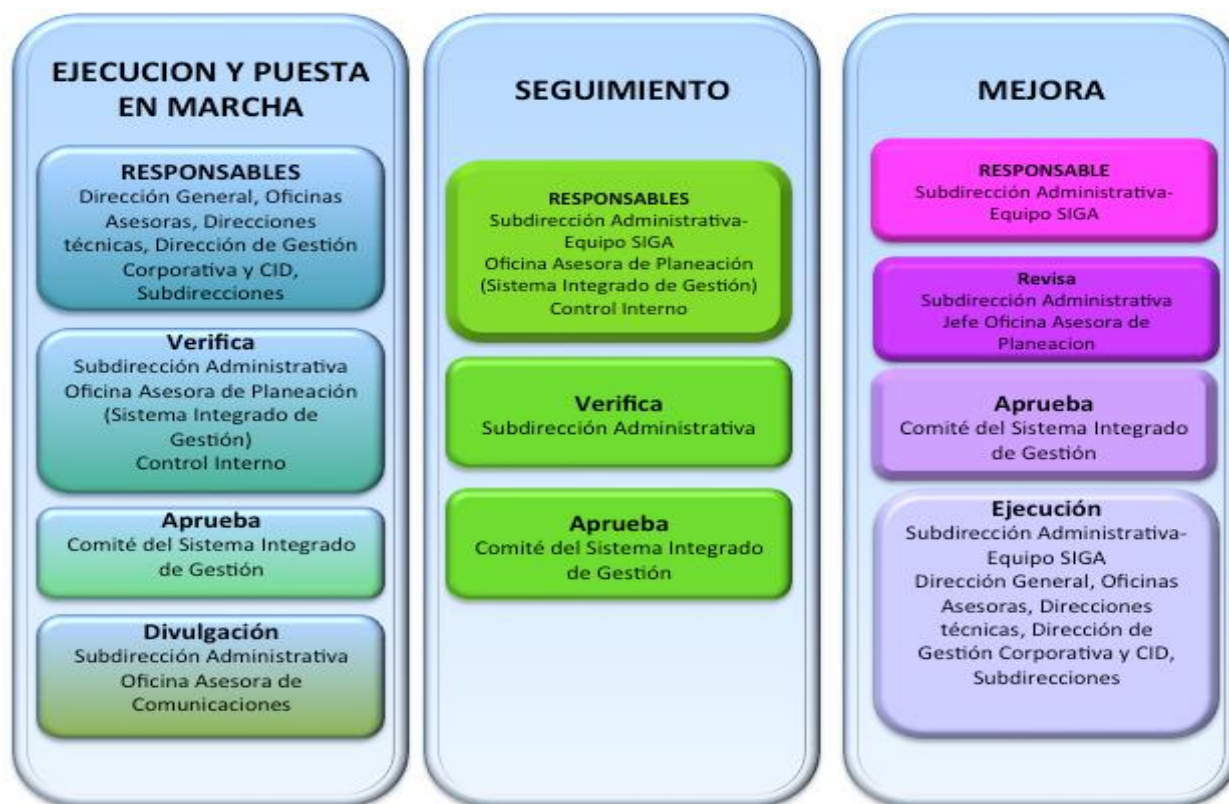 EJECUCION Y PUESTA
EN MARCHA
RESPONSABLES
Dirección General, Oficinas
Asesoras, Direcciones
técnicas, Dirección de Gestión
Corporativa y CID,
Subdirecciones
Verifica
Subdirección Administrativa
Oficina Asesora de Planeación
(Sistema Integrado de
Gestión)
Control Interno
Aprueba
Comité del Sistema Integrado
de Gestión
Divulgación
Subdirección Administrativa
Oficina Asesora de
Comunicaciones
SEGUIMIENTO
RESPONSABLES
Subdirección Administrativa-
Equipo SIGA
Oficina Asesora de Planeación
(Sistema Integrado de Gestión)
Control Interno
Verifica
Subdirección Administrativa
Aprueba
Comité del Sistema Integrado
de Gestión
MEJORA
RESPONSABLE
Subdirección Administrativa-
Equipo SIGA
Revisa
Subdirección Administrativa
Jefe Oficina Asesora de
Planeacion
Aprueba
Comité del Sistema Integrado
de Gestión
Ejecución
Subdirección Administrativa-
Equipo SIGA
Dirección General, Oficinas
Asesoras, Direcciones
técnicas, Dirección de
Gestión Corporativa y CID,
Subdirecciones